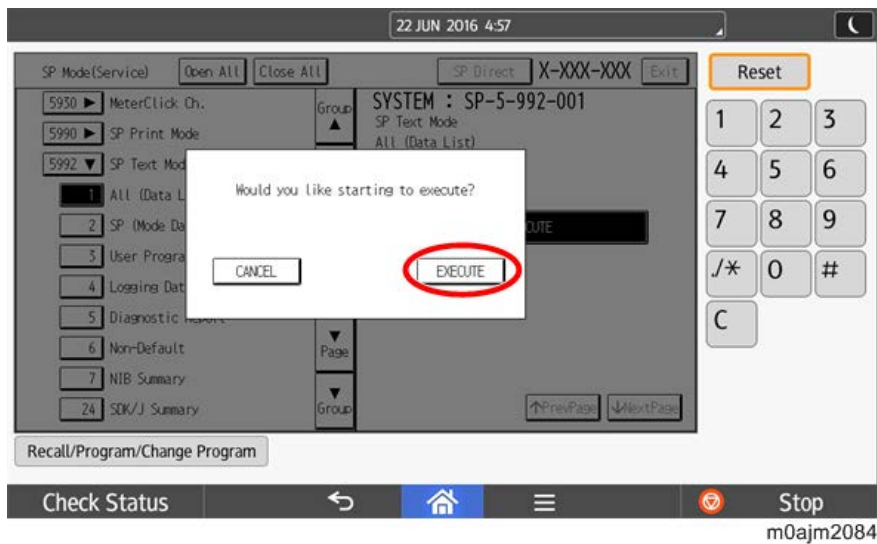 22 JUN 2016 4:57
SP Mode(Service) Open All Close All SP Direct X-XXX-XXX Exit
Reset
5930 ► MeterClick Ch.
5990 ► SP Print Mode
5992 ▼ SP Text Mod
1 All (Data L
2 SP (Mode Da
3 User Progra
4 Logging Dat
5 Diagnostic
6 Non-Default
7 NIB Summary
24 SDK/J Summary
Group
▲
▼
Page
▼
Group
SYSTEM : SP-5-992-001
SP Text Mode
All (Data List)
CUTE
↑PrevPage ↓NextPage
Would you like starting to execute?
CANCEL EXECUTE
1 2 3
4 5 6
7 8 9
./* 0 #
C
Recall/Program/Change Program
Check Status Stop
m0ajm2084